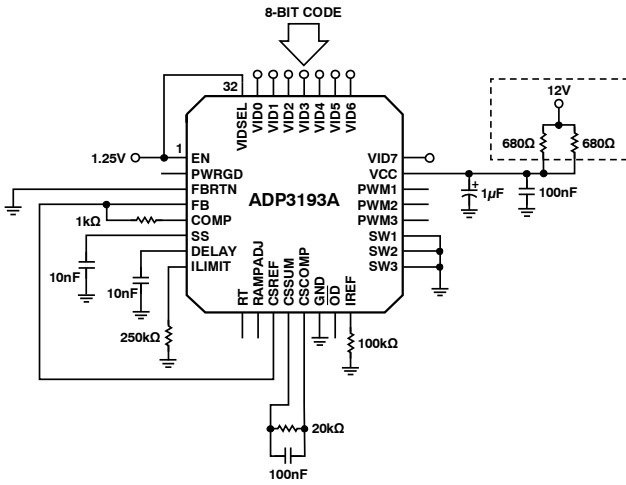 8-BIT CODE
32
VIDSEL
VID0
VID1
VID2
VID3
VID4
VID5
VID6
12V
680Ω
680Ω
1.25V
1
EN
PWRGD
FBRTN
FB
COMP
SS
DELAY
ILIMIT
ADP3193A
VID7
VCC
PWM1
PWM2
PWM3
SW1
SW2
SW3
+
1µF
100nF
1kΩ
10nF
10nF
250kΩ
RT
RAMPADJ
CSREF
CSSUM
CSCOMP
GND
OD
IREF
100kΩ
20kΩ
100nF